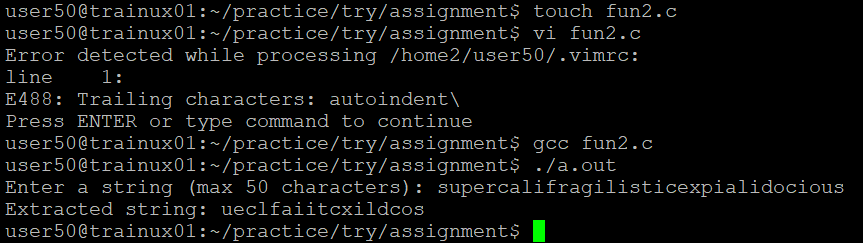 user50@trainux01:~/practice/try/assignment$ touch fun2.c
user50@trainux01:~/practice/try/assignment$ vi fun2.c
Error detected while processing /home2/user50/.vimrc:
line    1:
E488: Trailing characters: autoindent\
Press ENTER or type command to continue
user50@trainux01:~/practice/try/assignment$ gcc fun2.c
user50@trainux01:~/practice/try/assignment$ ./a.out
Enter a string (max 50 characters): supercalifragilisticexpialidocious
Extracted string: ueclfaiitcxildcos
user50@trainux01:~/practice/try/assignment$